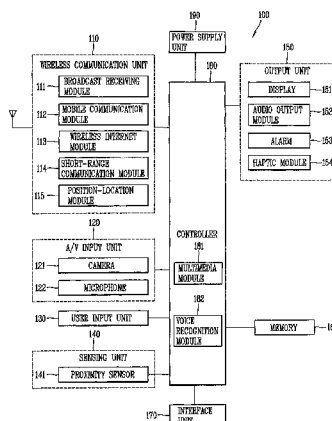 190
100
110
POWER SUPPLY
UNIT
180
150
WIRELESS COMMUNICATION UNIT
OUTPUT UNIT
111
BROADCAST RECEIVING
MODULE
DISPLAY
151
112
MOBILE COMMUNICATION
MODULE
AUDIO OUTPUT
MODULE
152
113
WIRELESS INTERNET
MODULE
ALARM
153
114
SHORT-RANGE
COMMUNICATION MODULE
HAPTIC MODULE
154
115
POSITION-LOCATION
MODULE
120
A/V INPUT UNIT
CONTROLLER
181
121
CAMERA
MULTIMEDIA
MODULE
122
MICROPHONE
182
130
USER INPUT UNIT
VOICE
RECOGNITION
MODULE
MEMORY
16
140
SENSING UNIT
141
PROXIMITY SENSOR
170
INTERFACE
UNIT